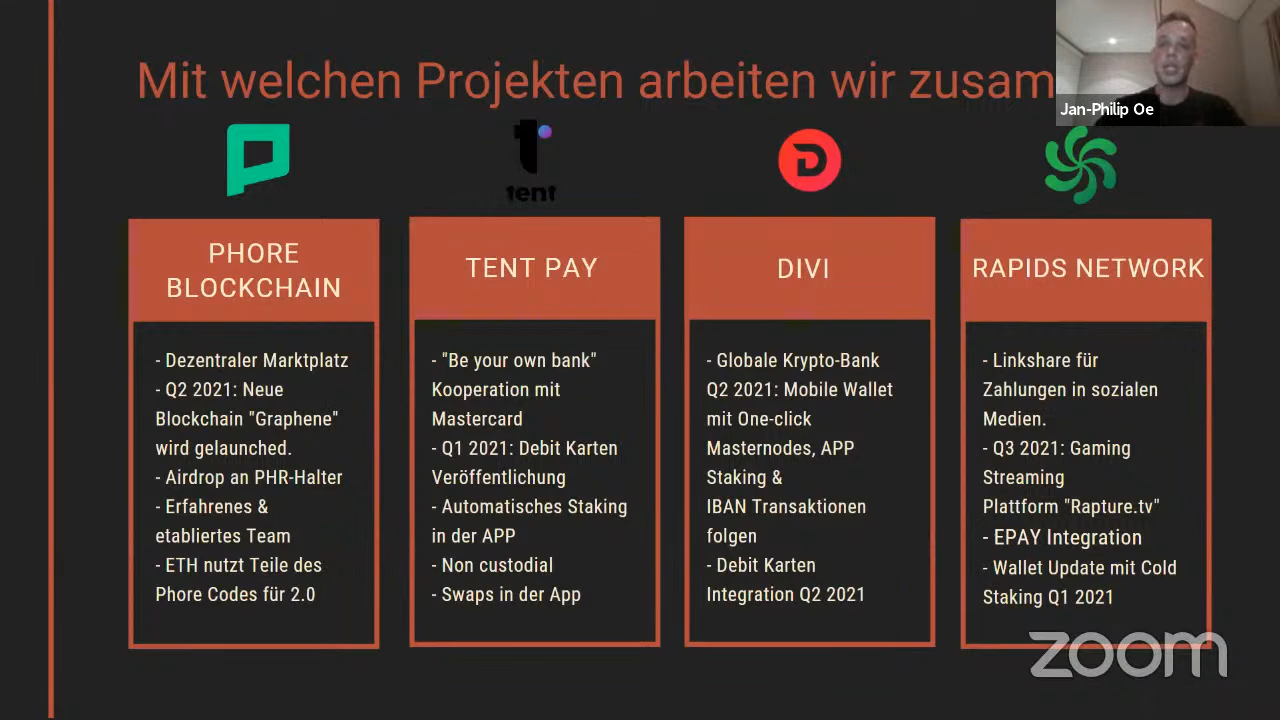 Mit welchen Projekten arbeiten wir zusam
Jan-Philip Oe
tent
PHORE
BLOCKCHAIN
- Dezentraler Marktplatz
- Q2 2021: Neue
Blockchain "Graphene"
wird gelaunched.
- Airdrop an PHR-Halter
- Erfahrenes &
etabliertes Team
- ETH nutzt Teile des
Phore Codes für 2.0
TENT PAY
- "Be your own bank"
Kooperation mit
Mastercard
- Q1 2021: Debit Karten
Veröffentlichung
- Automatisches Staking
in der APP
- Non custodial
- Swaps in der App
DIVI
- Globale Krypto-Bank
Q2 2021: Mobile Wallet
mit One-click
Masternodes, APP
Staking &
IBAN Transaktionen
folgen
- Debit Karten
Integration Q2 2021
RAPIDS NETWORK
- Linkshare für
Zahlungen in sozialen
Medien.
- Q3 2021: Gaming
Streaming
Plattform "Rapture.tv"
- EPAY Integration
- Wallet Update mit Cold
Staking Q1 2021
zoom